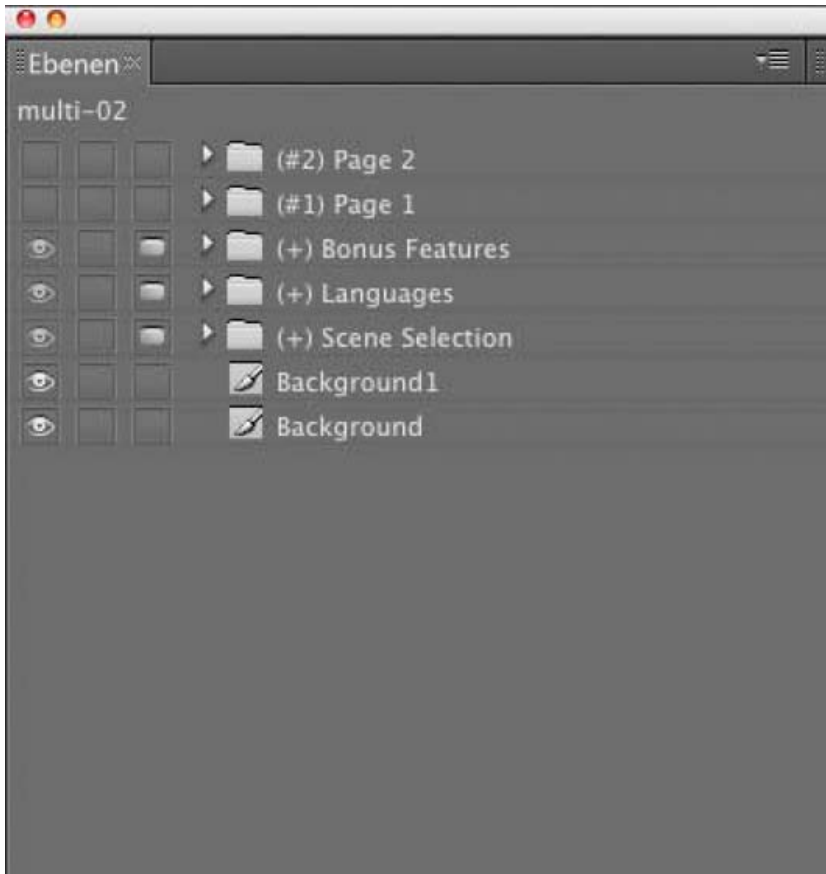 Ebenen
multi-02
(#2) Page 2
(#1) Page 1
(+) Bonus Features
(+) Languages
(+) Scene Selection
Background1
Background